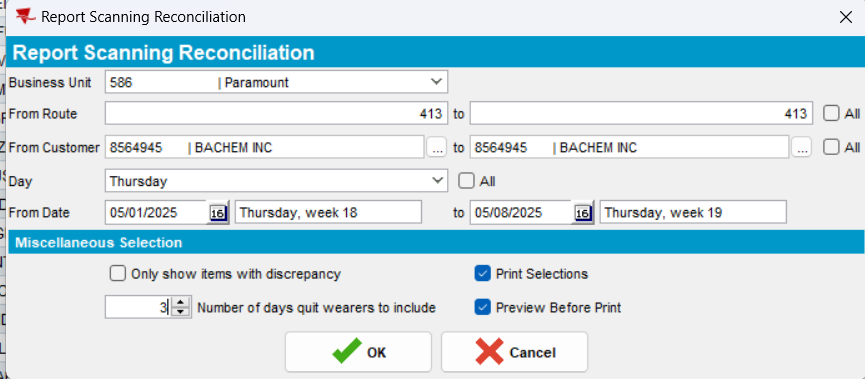 Report Scanning Reconciliation
Report Scanning Reconciliation
Business Unit 586 | Paramount
From Route 413 to 413 All
From Customer 8564945 | BACHEM INC ... to 8564945 | BACHEM INC ... All
Day Thursday All
From Date 05/01/2025 16 Thursday, week 18 to 05/08/2025 16 Thursday, week 19
Miscellaneous Selection
Only show items with discrepancy Print Selections
3 Number of days quit wearers to include Preview Before Print
OK Cancel